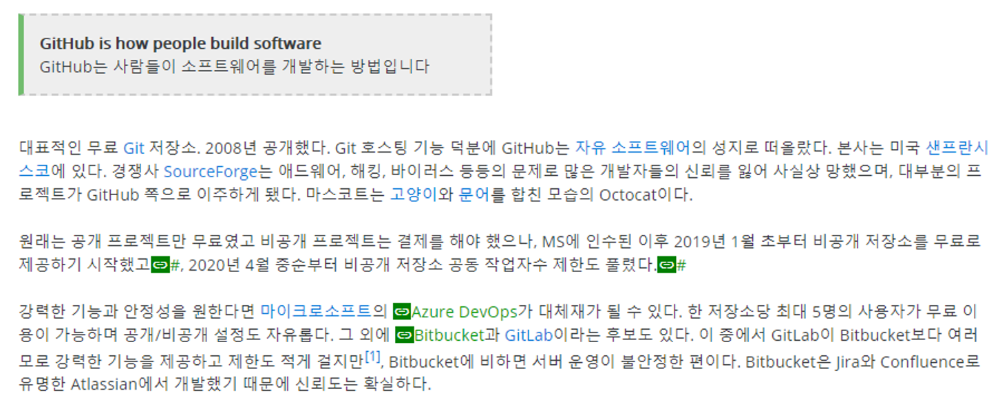 GitHub is how people build software
GitHub는 사람들이 소프트웨어를 개발하는 방법입니다
대표적인 무료 Git 저장소. 2008년 공개했다. Git 호스팅 기능 덕분에 GitHub는 자유 소프트웨어의 성지로 떠올랐다. 본사는 미국 샌프란시
스코에 있다. 경쟁사 SourceForge는 애드웨어, 해킹, 바이러스 등등의 문제로 많은 개발자들의 신뢰를 잃어 사실상 망했으며, 대부분의 프
로젝트가 GitHub 쪽으로 이주하게 됐다. 마스코트는 고양이와 문어를 합친 모습의 Octocat이다.
원래는 공개 프로젝트만 무료였고 비공개 프로젝트는 결제를 해야 했으나, MS에 인수된 이후 2019년 1월 초부터 비공개 저장소를 무료로
제공하기 시작했고#, 2020년 4월 중순부터 비공개 저장소 공동 작업자수 제한도 풀렸다.#
강력한 기능과 안정성을 원한다면 마이크로소프트의 Azure DevOps가 대체재가 될 수 있다. 한 저장소당 최대 5명의 사용자가 무료 이
용이 가능하며 공개/비공개 설정도 자유롭다. 그 외에 Bitbucket과 GitLab이라는 후보도 있다. 이 중에서 GitLab이 Bitbucket보다 여러
모로 강력한 기능을 제공하고 제한도 적게 걸지만[1], Bitbucket에 비하면 서버 운영이 불안정한 편이다. Bitbucket은 Jira와 Confluence로
유명한 Atlassian에서 개발했기 때문에 신뢰도는 확실하다.